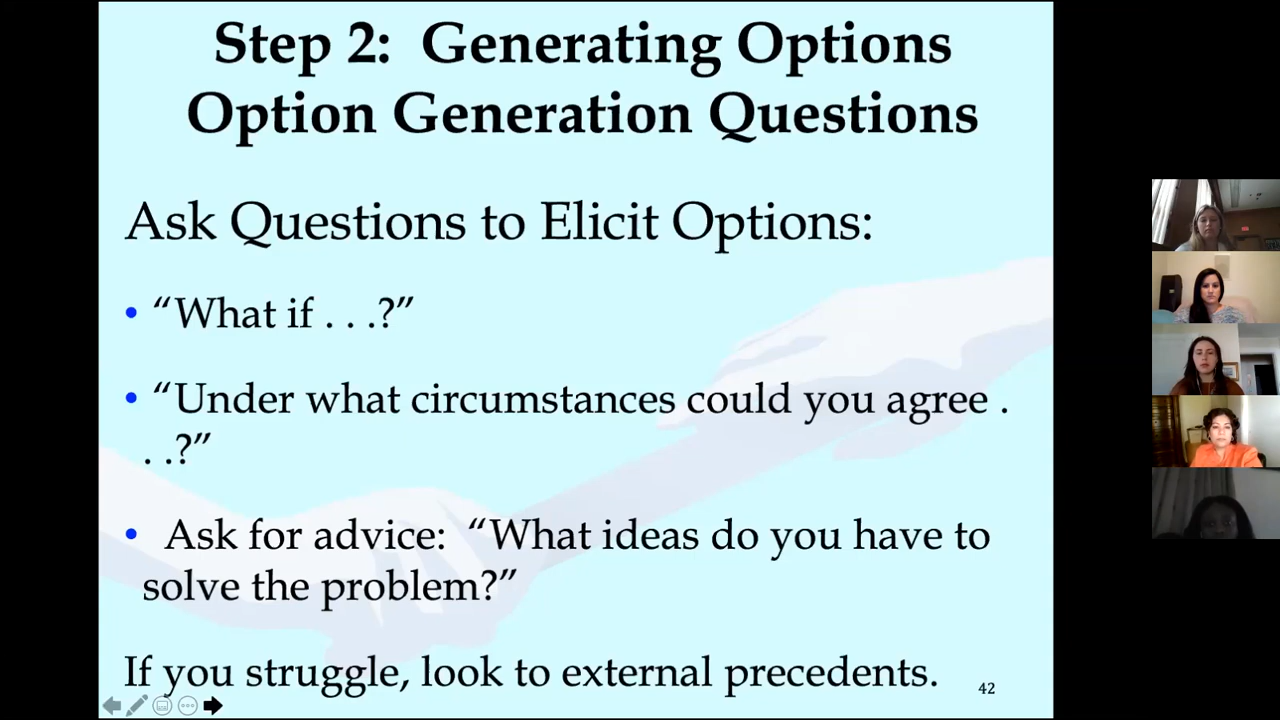 Step 2:  Generating Options
Option Generation Questions
Ask Questions to Elicit Options:
• “What if . . .?”
• “Under what circumstances could you agree .
. .?”
• Ask for advice:  “What ideas do you have to
solve the problem?”
If you struggle, look to external precedents.
42